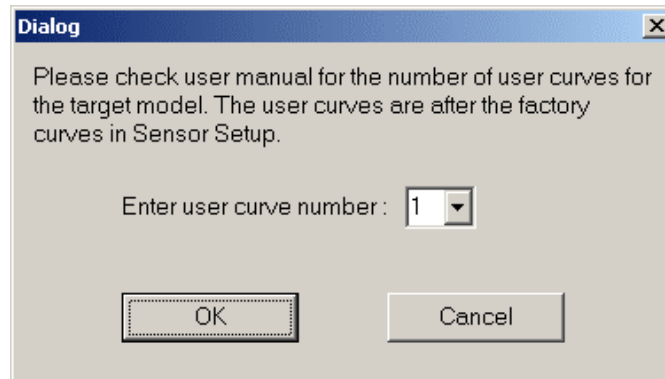 Dialog
Please check user manual for the number of user curves for
the target model. The user curves are after the factory
curves in Sensor Setup.
Enter user curve number : 1
OK Cancel